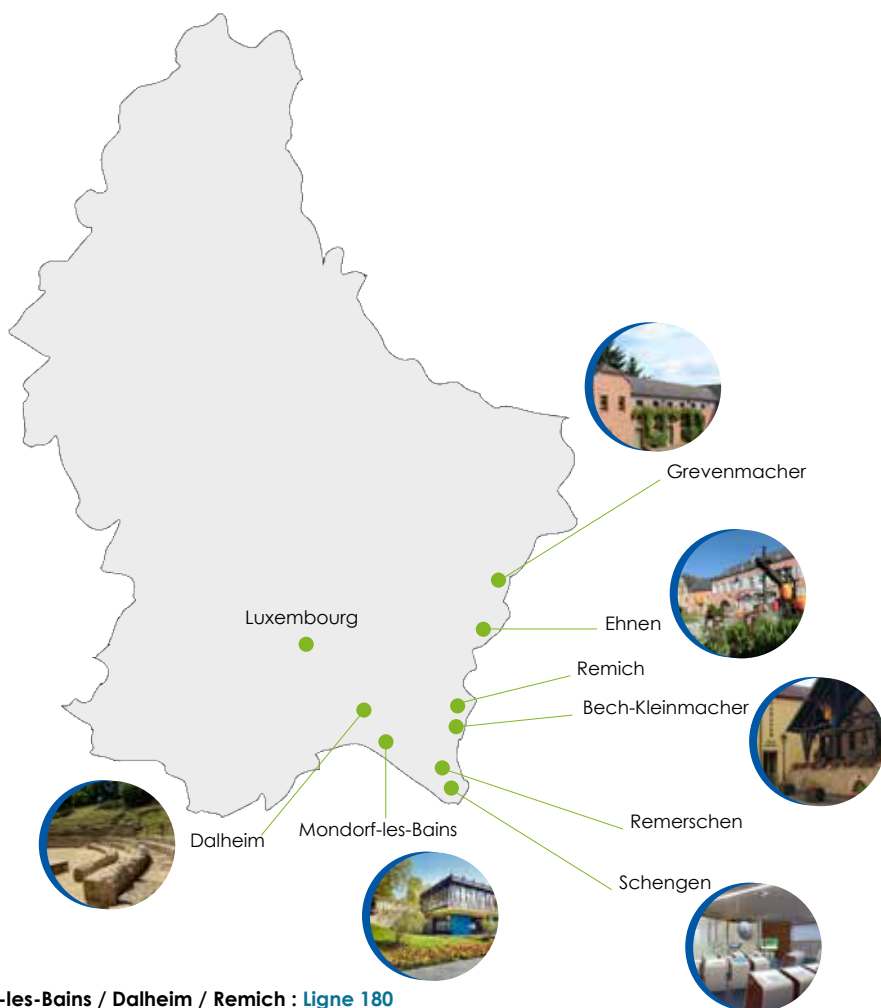 Grevenmacher
Ehnen
Luxembourg
Remich
Bech-Kleinmacher
Remerschen
Mondorf-les-Bains
Dalheim
Schengen
-les-Bains / Dalheim / Remich : Ligne 180